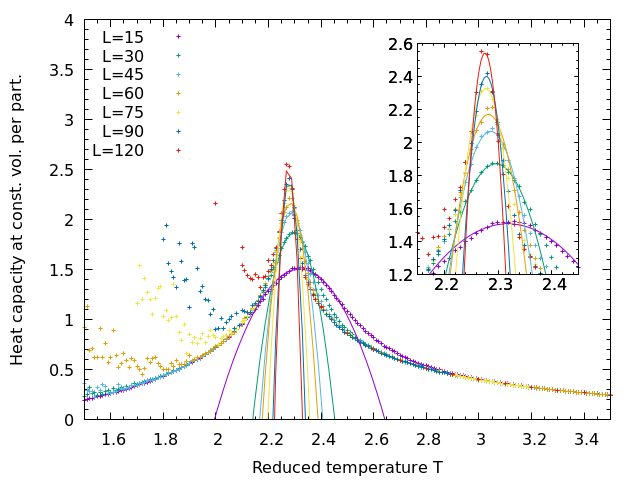 Heat capacity at const. vol. per part.
4
3.5
3
2.5
2
1.5
1
0.5
0
L=15
L=30
L=45
L=60
L=75
L=90
L=120
2.6
2.4
2.2
2
1.8
1.6
1.4
1.2
2.2 2.3 2.4
1.6 1.8 2 2.2 2.4 2.6 2.8 3 3.2 3.4
Reduced temperature T